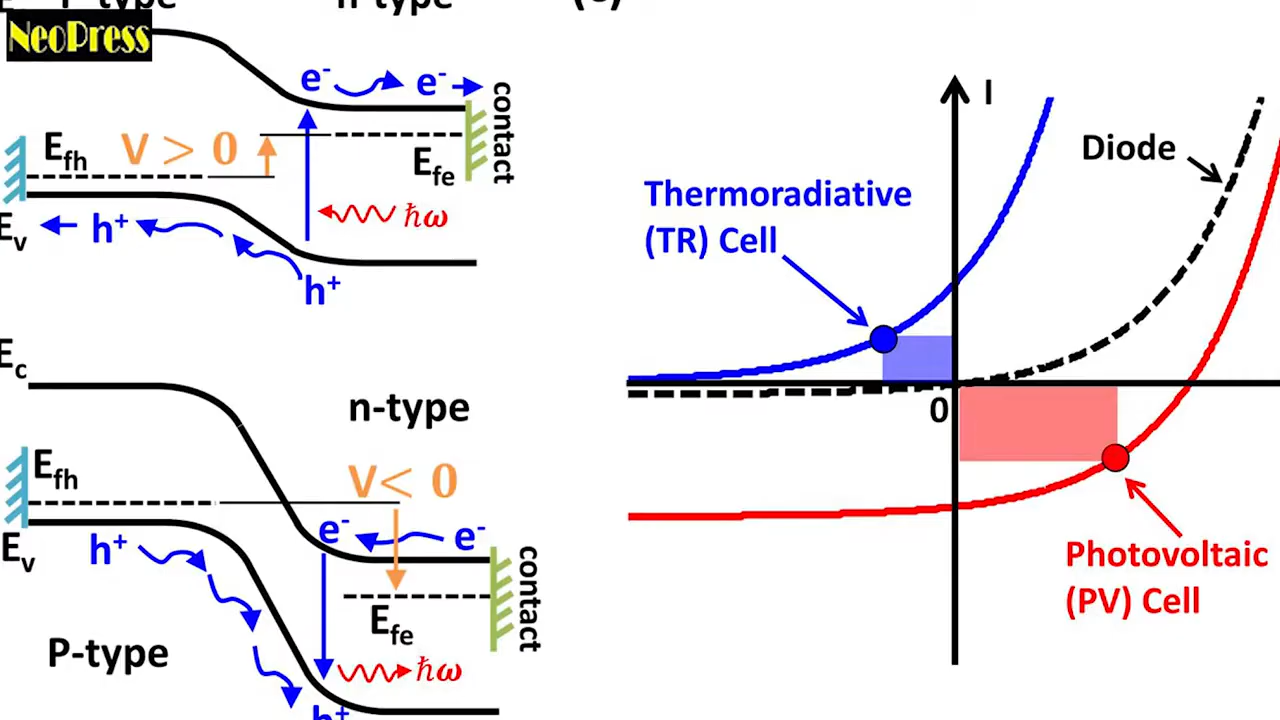 n-type
NeoPress
e⁻
e⁻
contact
E_fh
V > 0
E_fe
ħω
E_v
h⁺
h⁺
E_c
n-type
E_fh
V< 0
e⁻
e⁻
E_v
h⁺
contact
E_fe
P-type
ħω
h⁺
I
Diode
Thermoradiative
(TR) Cell
0
Photovoltaic
(PV) Cell